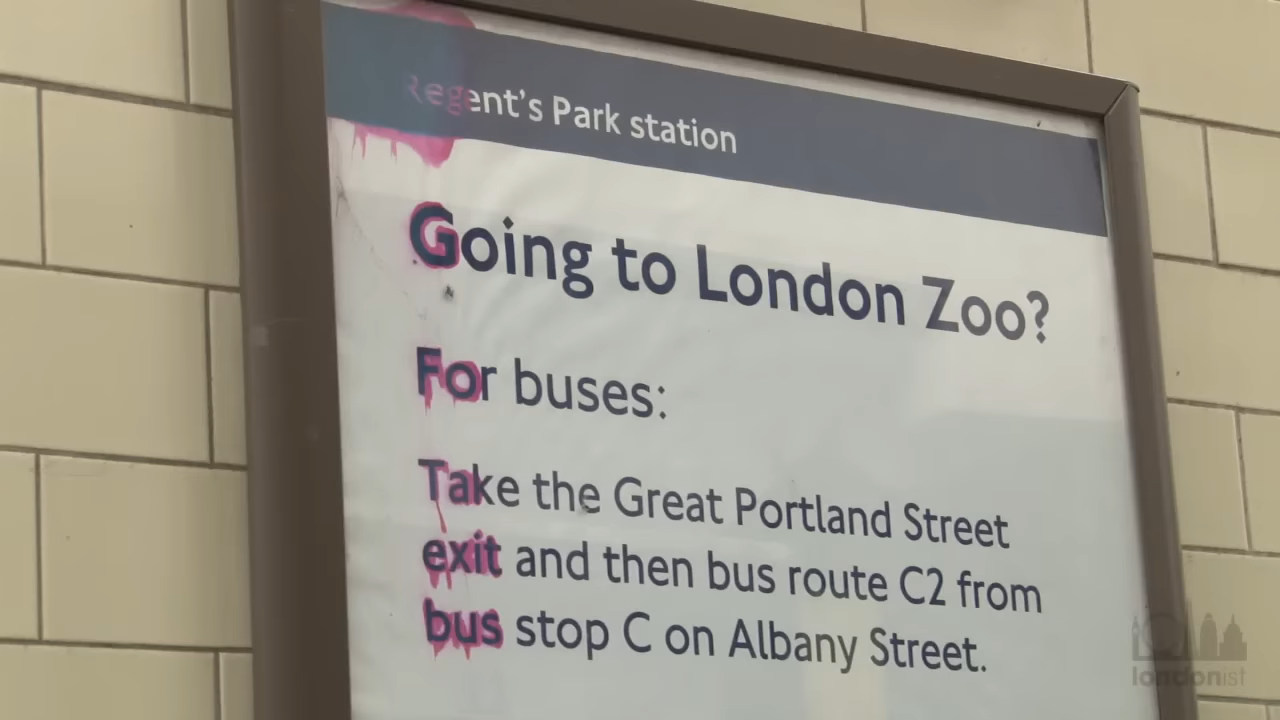 Regent's Park station
Going to London Zoo?
For buses:
Take the Great Portland Street
exit and then bus route C2 from
bus stop C on Albany Street.
londonist